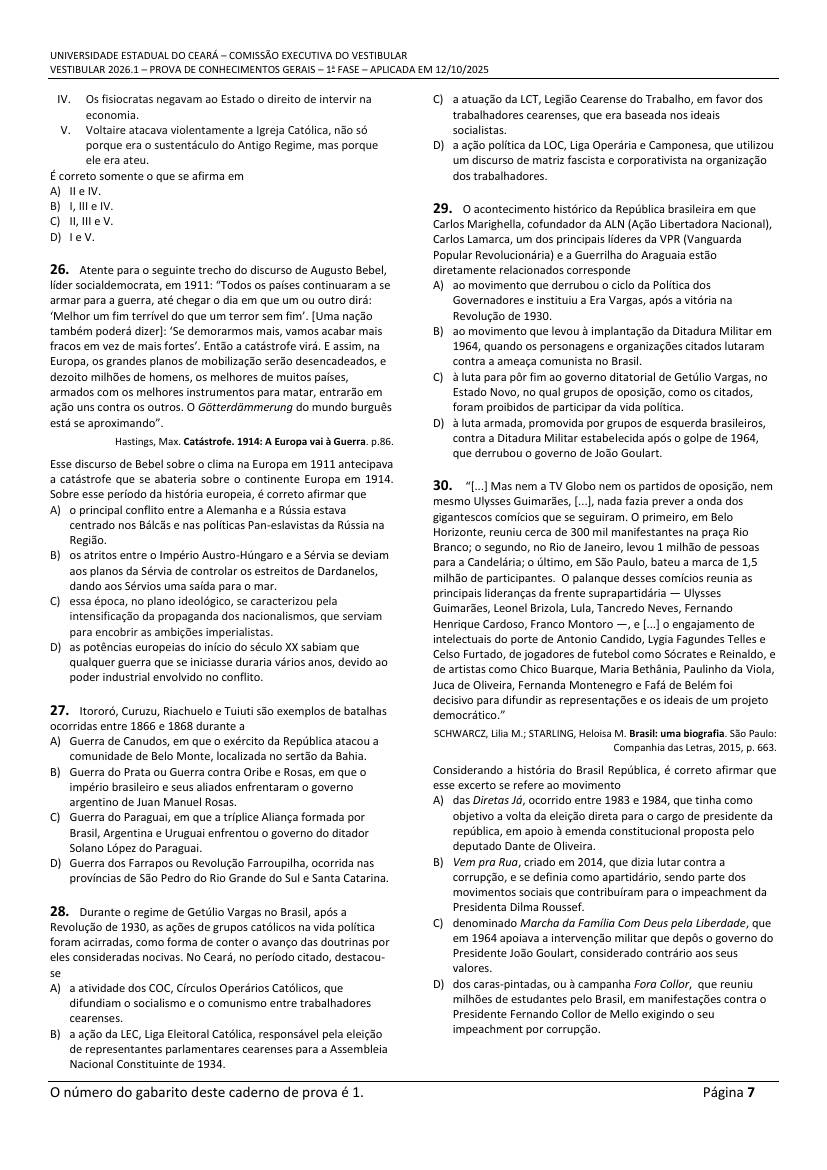 UNIVERSIDADE ESTADUAL DO CEARÁ – COMISSÃO EXECUTIVA DO VESTIBULAR
VESTIBULAR 2026.1 – PROVA DE CONHECIMENTOS GERAIS – 1ª FASE – APLICADA EM 12/10/2025
IV. Os fisiocratas negavam ao Estado o direito de intervir na
economia.
V. Voltaire atacava violentamente a Igreja Católica, não só
porque era o sustentáculo do Antigo Regime, mas porque
ele era ateu.
É correto somente o que se afirma em
A) II e IV.
B) I, III e IV.
C) II, III e V.
D) I e V.
26. Atente para o seguinte trecho do discurso de Augusto Bebel,
líder socialdemocrata, em 1911: “Todos os países continuaram a se
armar para a guerra, até chegar o dia em que um ou outro dirá:
‘Melhor um fim terrível do que um terror sem fim’. [Uma nação
também poderá dizer]: ‘Se demorarmos mais, vamos acabar mais
fracos em vez de mais fortes’. Então a catástrofe virá. E assim, na
Europa, os grandes planos de mobilização serão desencadeados, e
dezoito milhões de homens, os melhores de muitos países,
armados com os melhores instrumentos para matar, entrarão em
ação uns contra os outros. O Götterdämmerung do mundo burguês
está se aproximando”.
Hastings, Max. Catástrofe. 1914: A Europa vai à Guerra. p.86.
Esse discurso de Bebel sobre o clima na Europa em 1911 antecipava
a catástrofe que se abateria sobre o continente Europa em 1914.
Sobre esse período da história europeia, é correto afirmar que
A) o principal conflito entre a Alemanha e a Rússia estava
centrado nos Bálcãs e nas políticas Pan-eslavistas da Rússia na
Região.
B) os atritos entre o Império Austro-Húngaro e a Sérvia se deviam
aos planos da Sérvia de controlar os estreitos de Dardanelos,
dando aos Sérvios uma saída para o mar.
C) essa época, no plano ideológico, se caracterizou pela
intensificação da propaganda dos nacionalismos, que serviam
para encobrir as ambições imperialistas.
D) as potências europeias do início do século XX sabiam que
qualquer guerra que se iniciasse duraria vários anos, devido ao
poder industrial envolvido no conflito.
27. Itororó, Curuzu, Riachuelo e Tuiuti são exemplos de batalhas
ocorridas entre 1866 e 1868 durante a
A) Guerra de Canudos, em que o exército da República atacou a
comunidade de Belo Monte, localizada no sertão da Bahia.
B) Guerra do Prata ou Guerra contra Oribe e Rosas, em que o
império brasileiro e seus aliados enfrentaram o governo
argentino de Juan Manuel Rosas.
C) Guerra do Paraguai, em que a tríplice Aliança formada por
Brasil, Argentina e Uruguai enfrentou o governo do ditador
Solano López do Paraguai.
D) Guerra dos Farrapos ou Revolução Farroupilha, ocorrida nas
províncias de São Pedro do Rio Grande do Sul e Santa Catarina.
28. Durante o regime de Getúlio Vargas no Brasil, após a
Revolução de 1930, as ações de grupos católicos na vida política
foram acirradas, como forma de conter o avanço das doutrinas por
eles consideradas nocivas. No Ceará, no período citado, destacou-
se
A) a atividade dos COC, Círculos Operários Católicos, que
difundiam o socialismo e o comunismo entre trabalhadores
cearenses.
B) a ação da LEC, Liga Eleitoral Católica, responsável pela eleição
de representantes parlamentares cearenses para a Assembleia
Nacional Constituinte de 1934.
C) a atuação da LCT, Legião Cearense do Trabalho, em favor dos
trabalhadores cearenses, que era baseada nos ideais
socialistas.
D) a ação política da LOC, Liga Operária e Camponesa, que utilizou
um discurso de matriz fascista e corporativista na organização
dos trabalhadores.
29. O acontecimento histórico da República brasileira em que
Carlos Marighella, cofundador da ALN (Ação Libertadora Nacional),
Carlos Lamarca, um dos principais líderes da VPR (Vanguarda
Popular Revolucionária) e a Guerrilha do Araguaia estão
diretamente relacionados corresponde
A) ao movimento que derrubou o ciclo da Política dos
Governadores e instituiu a Era Vargas, após a vitória na
Revolução de 1930.
B) ao movimento que levou à implantação da Ditadura Militar em
1964, quando os personagens e organizações citados lutaram
contra a ameaça comunista no Brasil.
C) à luta para pôr fim ao governo ditatorial de Getúlio Vargas, no
Estado Novo, no qual grupos de oposição, como os citados,
foram proibidos de participar da vida política.
D) à luta armada, promovida por grupos de esquerda brasileiros,
contra a Ditadura Militar estabelecida após o golpe de 1964,
que derrubou o governo de João Goulart.
30. “[...] Mas nem a TV Globo nem os partidos de oposição, nem
mesmo Ulysses Guimarães, [...], nada fazia prever a onda dos
gigantescos comícios que se seguiram. O primeiro, em Belo
Horizonte, reuniu cerca de 300 mil manifestantes na praça Rio
Branco; o segundo, no Rio de Janeiro, levou 1 milhão de pessoas
para a Candelária; o último, em São Paulo, bateu a marca de 1,5
milhão de participantes. O palanque desses comícios reunia as
principais lideranças da frente suprapartidária — Ulysses
Guimarães, Leonel Brizola, Lula, Tancredo Neves, Fernando
Henrique Cardoso, Franco Montoro —, e [...] o engajamento de
intelectuais do porte de Antonio Candido, Lygia Fagundes Telles e
Celso Furtado, de jogadores de futebol como Sócrates e Reinaldo, e
de artistas como Chico Buarque, Maria Bethânia, Paulinho da Viola,
Juca de Oliveira, Fernanda Montenegro e Fafá de Belém foi
decisivo para difundir as representações e os ideais de um projeto
democrático.”
SCHWARCZ, Lilia M.; STARLING, Heloisa M. Brasil: uma biografia. São Paulo:
Companhia das Letras, 2015, p. 663.
Considerando a história do Brasil República, é correto afirmar que
esse excerto se refere ao movimento
A) das Diretas Já, ocorrido entre 1983 e 1984, que tinha como
objetivo a volta da eleição direta para o cargo de presidente da
república, em apoio à emenda constitucional proposta pelo
deputado Dante de Oliveira.
B) Vem pra Rua, criado em 2014, que dizia lutar contra a
corrupção, e se definia como apartidário, sendo parte dos
movimentos sociais que contribuíram para o impeachment da
Presidenta Dilma Roussef.
C) denominado Marcha da Família Com Deus pela Liberdade, que
em 1964 apoiava a intervenção militar que depôs o governo do
Presidente João Goulart, considerado contrário aos seus
valores.
D) dos caras-pintadas, ou à campanha Fora Collor, que reuniu
milhões de estudantes pelo Brasil, em manifestações contra o
Presidente Fernando Collor de Mello exigindo o seu
impeachment por corrupção.
O número do gabarito deste caderno de prova é 1.
Página 7